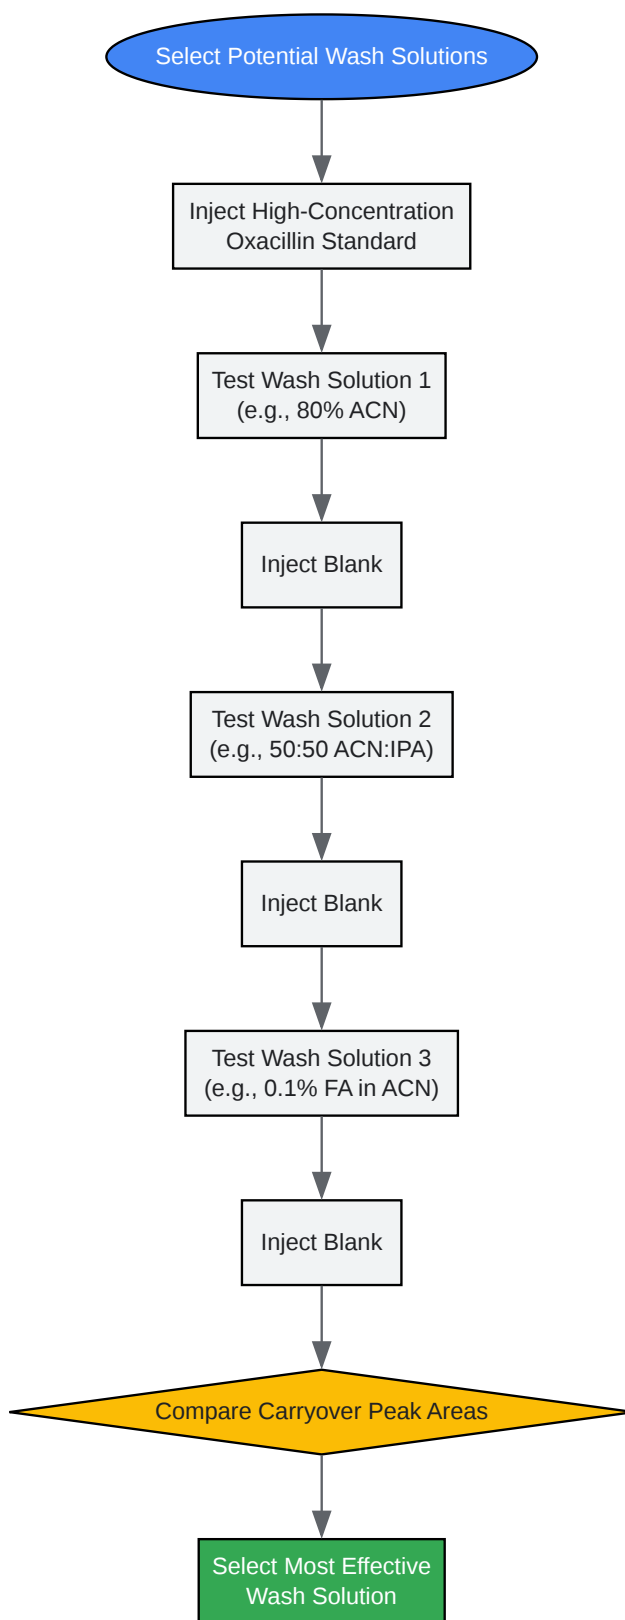 Select Potential Wash Solutions
Inject High-Concentration
Oxacillin Standard
Test Wash Solution 1
(e.g., 80% ACN)
Inject Blank
Test Wash Solution 2
(e.g., 50:50 ACN:IPA)
Inject Blank
Test Wash Solution 3
(e.g., 0.1% FA in ACN)
Inject Blank
Compare Carryover Peak Areas
Select Most Effective
Wash Solution